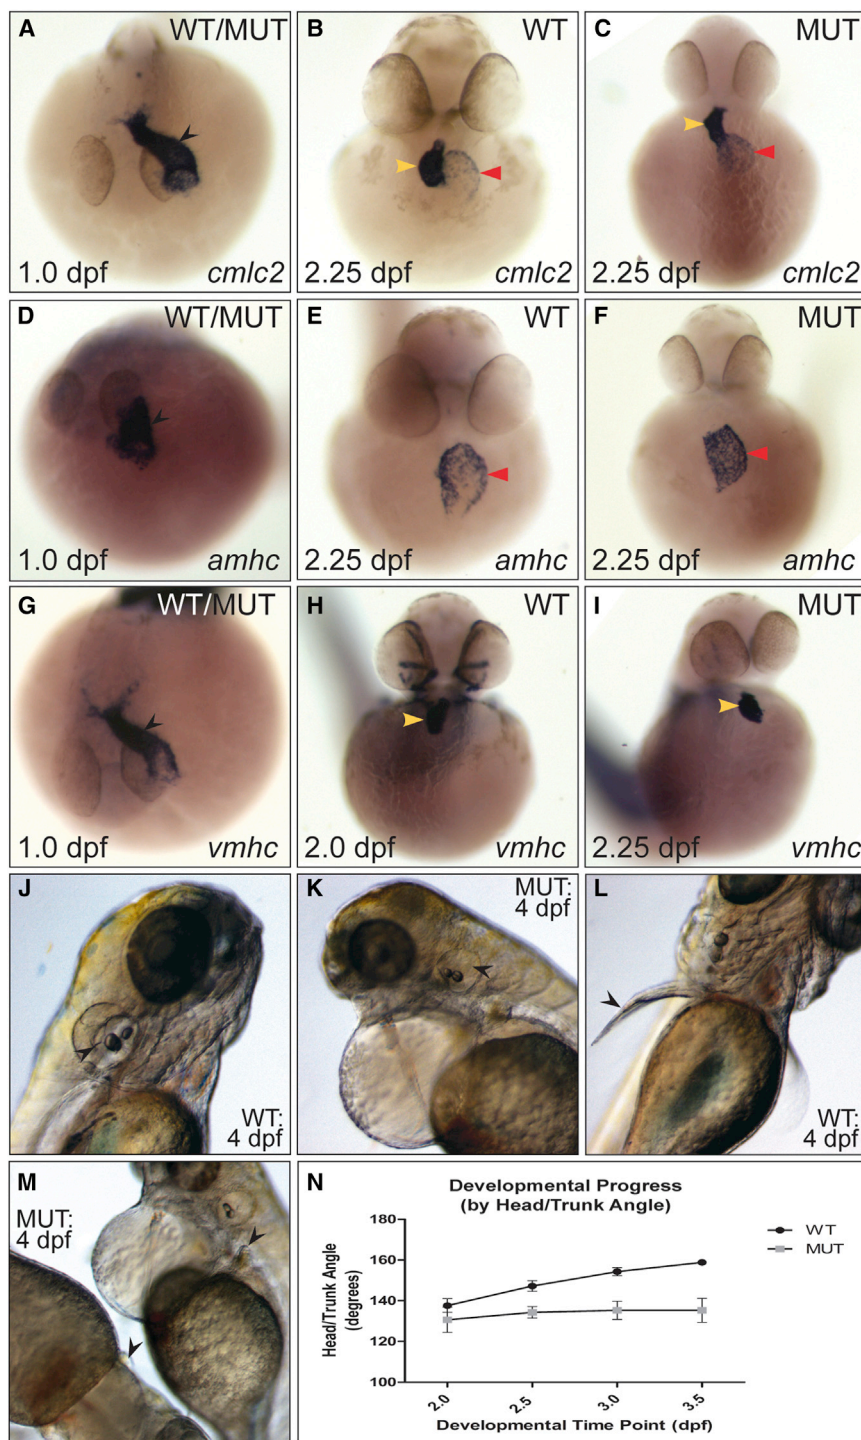 A WT/MUT
1.0 dpf cmlc2
B WT
2.25 dpf cmlc2
C MUT
2.25 dpf cmlc2
D WT/MUT
1.0 dpf amhc
E WT
2.25 dpf amhc
F MUT
2.25 dpf amhc
G WT/MUT
1.0 dpf vmhc
H WT
2.0 dpf vmhc
I MUT
2.25 dpf vmhc
J
WT:
4 dpf
K MUT:
4 dpf
L
WT:
4 dpf
M
MUT:
4 dpf
N
Developmental Progress
(by Head/Trunk Angle)
Head/Trunk Angle
(degrees)
180
160
140
120
100
2.0 2.5 3.0 3.5
Developmental Time Point (dpf)
WT
MUT